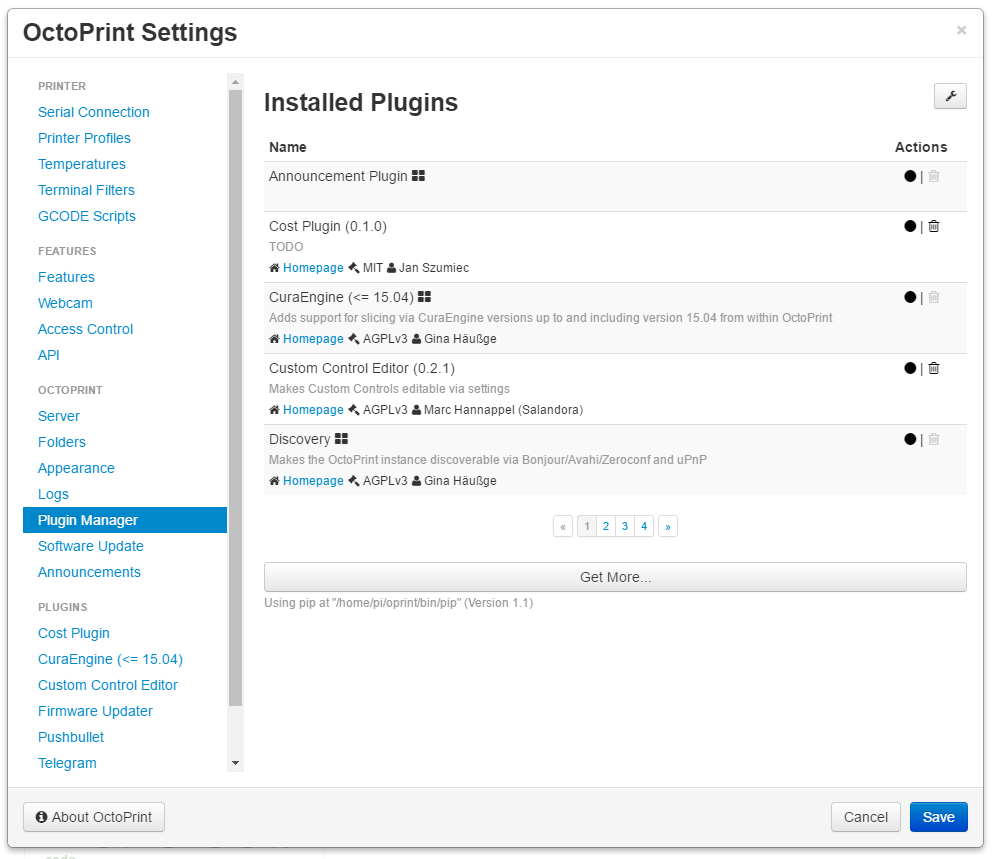 OctoPrint Settings
×
PRINTER
Serial Connection
Printer Profiles
Temperatures
Terminal Filters
GCODE Scripts
FEATURES
Features
Webcam
Access Control
API
OCTOPRINT
Server
Folders
Appearance
Logs
Plugin Manager
Software Update
Announcements
PLUGINS
Cost Plugin
CuraEngine (<= 15.04)
Custom Control Editor
Firmware Updater
Pushbullet
Telegram
Installed Plugins
Name Actions
Announcement Plugin |
Cost Plugin (0.1.0) |
TODO
Homepage MIT Jan Szumiec
CuraEngine (<= 15.04) |
Adds support for slicing via CuraEngine versions up to and including version 15.04 from within OctoPrint
Homepage AGPLv3 Gina Häußge
Custom Control Editor (0.2.1) |
Makes Custom Controls editable via settings
Homepage AGPLv3 Marc Hannappel (Salandora)
Discovery |
Makes the OctoPrint instance discoverable via Bonjour/Avahi/Zeroconf and uPnP
Homepage AGPLv3 Gina Häußge
« 1 2 3 4 »
Get More...
Using pip at "/home/pi/oprint/bin/pip" (Version 1.1)
About OctoPrint Cancel Save